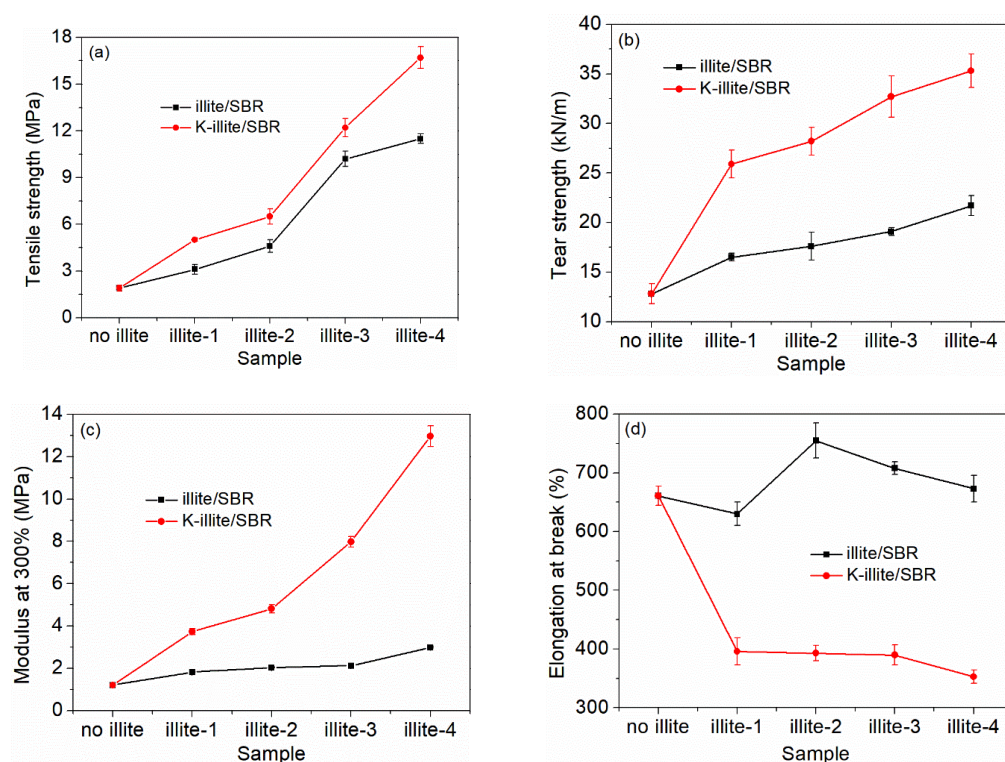 (a)
illite/SBR
K-illite/SBR
Tensile strength (MPa)
18
15
12
9
6
3
0
no illite illite-1 illite-2 illite-3 illite-4
Sample
(b)
illite/SBR
K-illite/SBR
Tear strength (kN/m)
40
35
30
25
20
15
10
no illite illite-1 illite-2 illite-3 illite-4
Sample
(c)
illite/SBR
K-illite/SBR
Modulus at 300% (MPa)
14
12
10
8
6
4
2
0
no illite illite-1 illite-2 illite-3 illite-4
Sample
(d)
illite/SBR
K-illite/SBR
Elongation at break (%)
800
700
600
500
400
300
no illite illite-1 illite-2 illite-3 illite-4
Sample